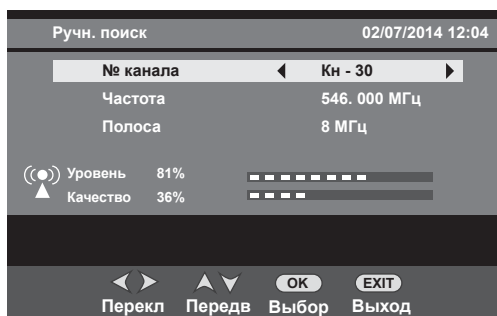 Ручн. поиск 02/07/2014 12:04
№ канала Кн - 30
Частота 546. 000 МГц
Полоса 8 МГц
Уровень 81%
Качество 36%
OK EXIT
Перекл Передв Выбор Выход